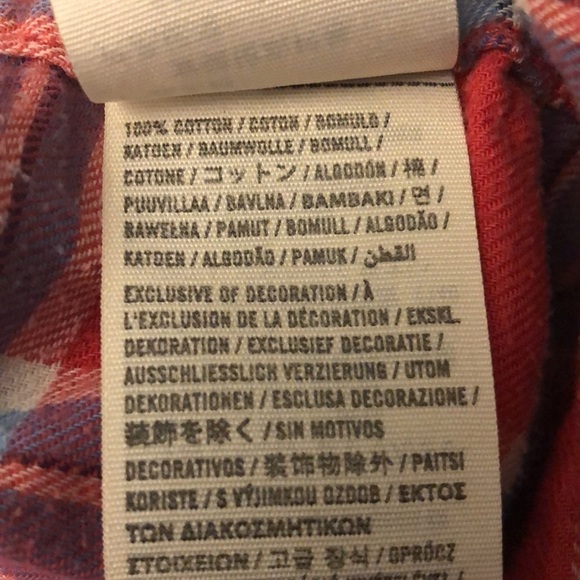 100% COTTON / COTON / BOMULD /
KATOEN / BAUMWOLLE / BOMULL /
COTONE / コットン / ALGODÓN / 棉 /
PUUVILLAA / BAVLNA / BAMBAKI / 면 /
BAWEŁNA / PAMUT / BOMULL / ALGODÃO /
KATOEN / ALGODÃO / PAMUK / القطن
EXCLUSIVE OF DECORATION / À
L'EXCLUSION DE LA DÉCORATION / EKSKL.
DEKORATION / EXCLUSIEF DECORATIE /
AUSSCHLIESSLICH VERZIERUNG / UTOM
DEKORATIONEN / ESCLUSA DECORAZIONE /
装飾を除く / SIN MOTIVOS
DECORATIVOS / 装饰物除外 / PAITSI
KORISTE / S VÝJIMKOU OZDOB / ΕΚΤΟΣ
ΤΩΝ ΔΙΑΚΟΣΜΗΤΙΚΩΝ
ΣΤΟΙΧΕΙΩΝ / 고급 장식 / OPRÓCZ